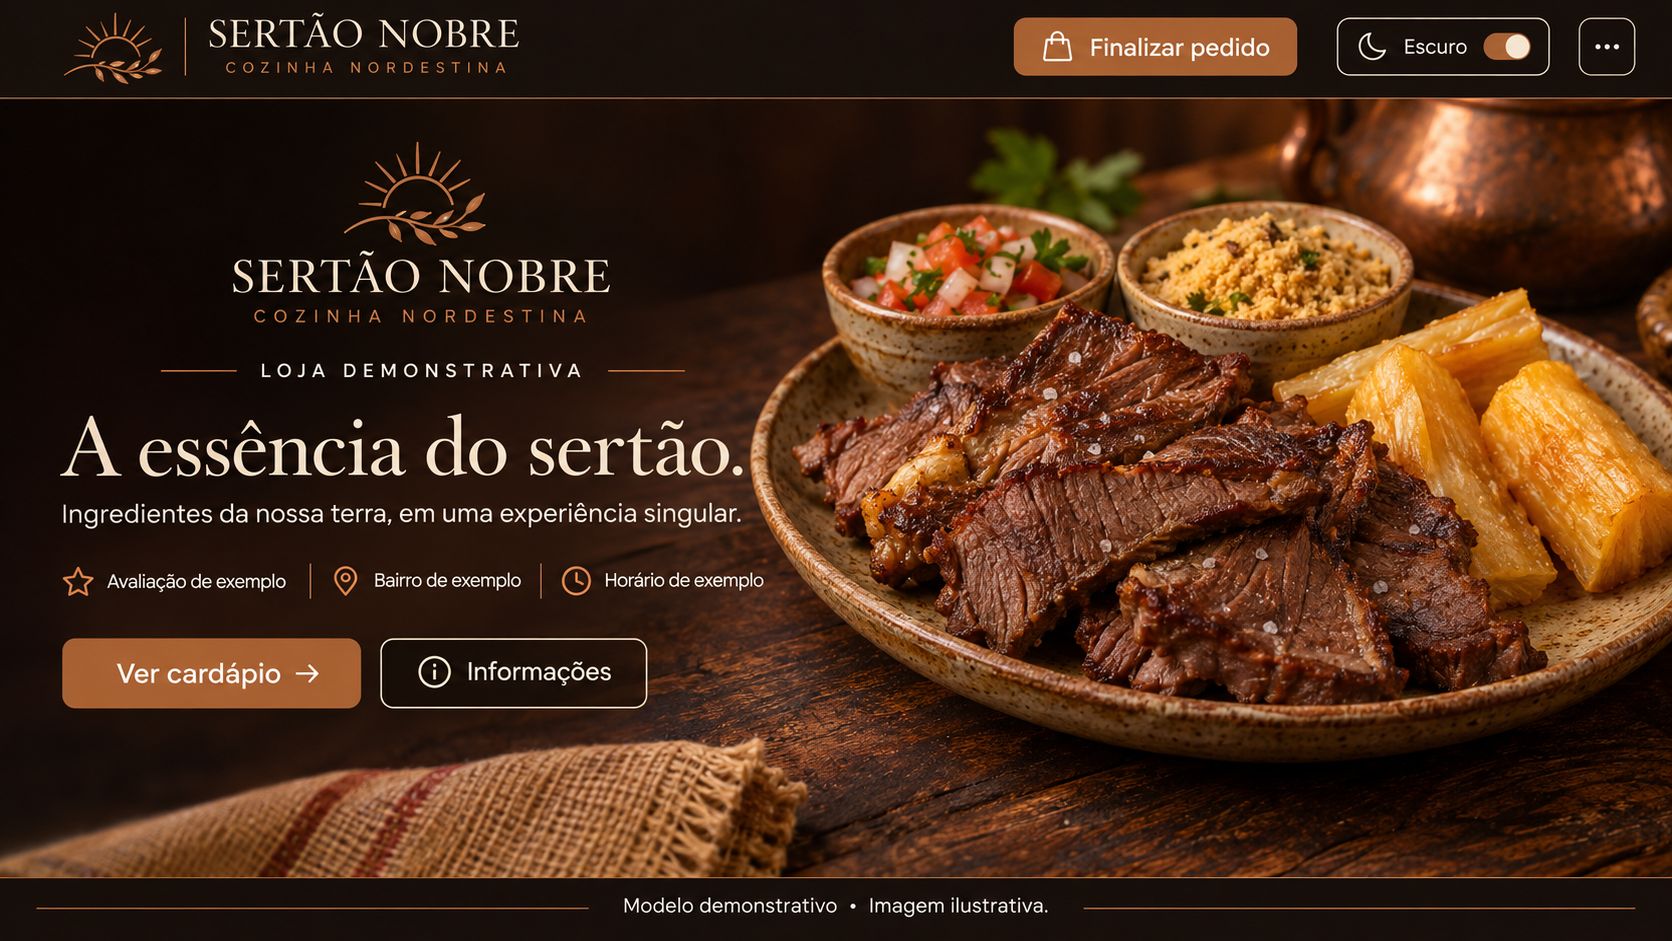 SERTÃO NOBRE
COZINHA NORDESTINA
Finalizar pedido
Escuro
SERTÃO NOBRE
COZINHA NORDESTINA
LOJA DEMONSTRATIVA
A essência do sertão.
Ingredientes da nossa terra, em uma experiência singular.
Avaliação de exemplo
Bairro de exemplo
Horário de exemplo
Ver cardápio →
Informações
Modelo demonstrativo • Imagem ilustrativa.